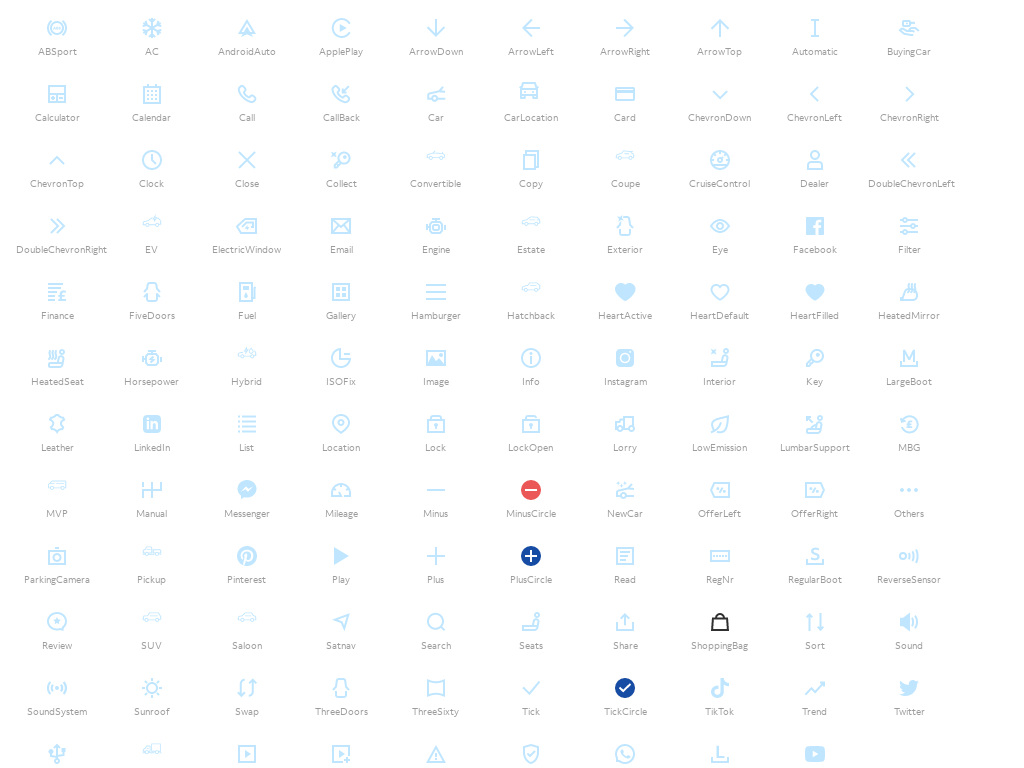 ABSport AC AndroidAuto ApplePlay ArrowDown ArrowLeft ArrowRight ArrowTop Automatic BuyingCar
Calculator Calendar Call CallBack Car CarLocation Card ChevronDown ChevronLeft ChevronRight
ChevronTop Clock Close Collect Convertible Copy Coupe CruiseControl Dealer DoubleChevronLeft
DoubleChevronRight EV ElectricWindow Email Engine Estate Exterior Eye Facebook Filter
Finance FiveDoors Fuel Gallery Hamburger Hatchback HeartActive HeartDefault HeartFilled HeatedMirror
HeatedSeat Horsepower Hybrid ISOFix Image Info Instagram Interior Key LargeBoot
Leather LinkedIn List Location Lock LockOpen Lorry LowEmission LumbarSupport MBG
MVP Manual Messenger Mileage Minus MinusCircle NewCar OfferLeft OfferRight Others
ParkingCamera Pickup Pinterest Play Plus PlusCircle Read RegNr RegularBoot ReverseSensor
Review SUV Saloon Satnav Search Seats Share ShoppingBag Sort Sound
SoundSystem Sunroof Swap ThreeDoors ThreeSixty Tick TickCircle TikTok Trend Twitter